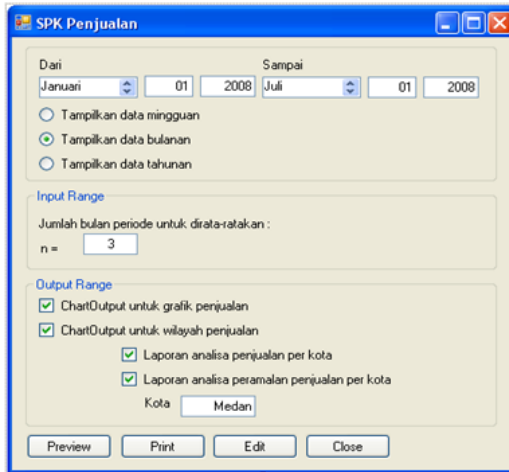 SPK Penjualan
Dari Sampai
Januari 01 2008 Juli 01 2008
Tampilkan data mingguan
Tampilkan data bulanan
Tampilkan data tahunan
Input Range
Jumlah bulan periode untuk dirata-ratakan :
n = 3
Output Range
ChartOutput untuk grafik penjualan
ChartOutput untuk wilayah penjualan
Laporan analisa penjualan per kota
Laporan analisa peramalan penjualan per kota
Kota Medan
Preview Print Edit Close